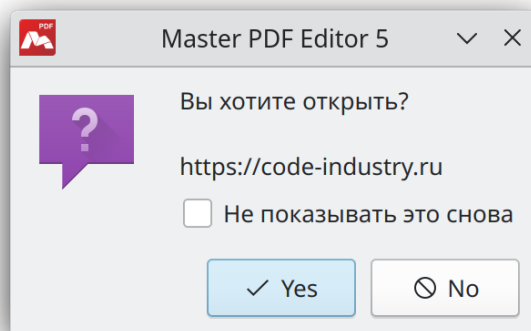 PDF
Master PDF Editor 5
Вы хотите открыть?
https://code-industry.ru
Не показывать это снова
Yes
No